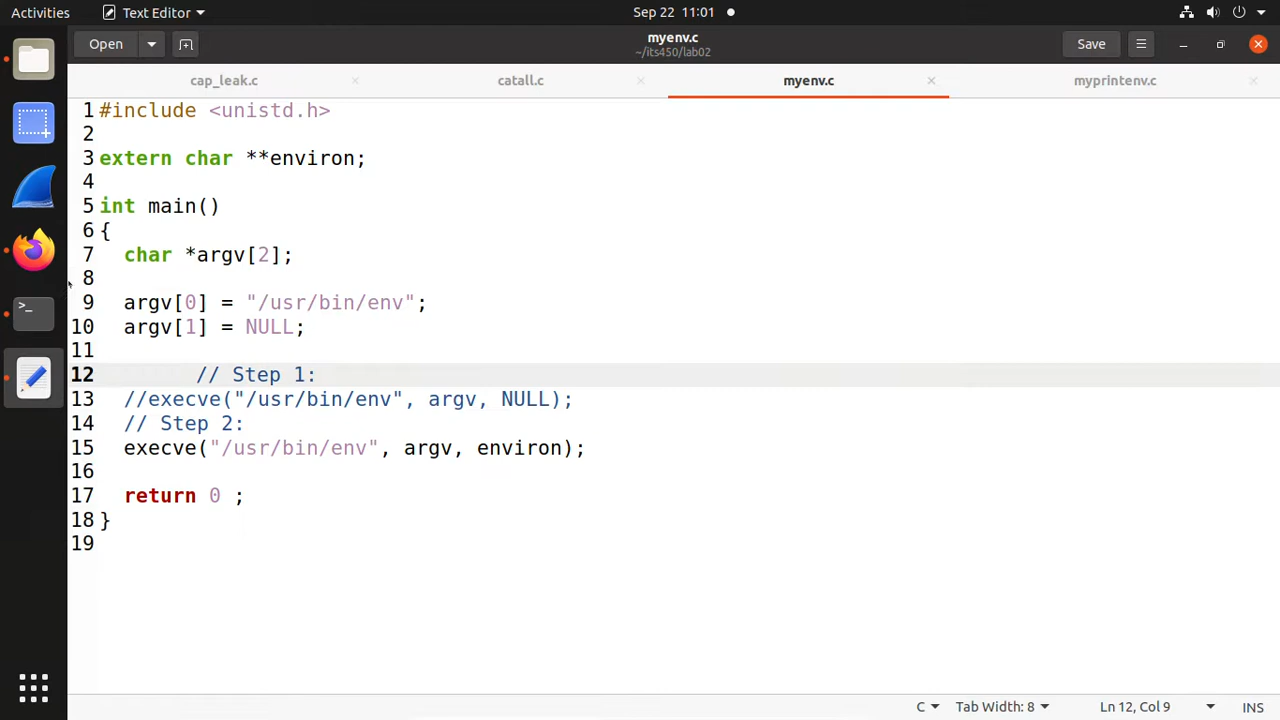 Activities Text Editor Sep 22 11:01
Open myenv.c Save
~/its450/lab02
cap_leak.c catall.c myenv.c myprintenv.c
1 #include <unistd.h>
2
3 extern char **environ;
4
5 int main()
6 {
7 char *argv[2];
8
9 argv[0] = "/usr/bin/env";
10 argv[1] = NULL;
11
12 // Step 1:
13 //execve("/usr/bin/env", argv, NULL);
14 // Step 2:
15 execve("/usr/bin/env", argv, environ);
16
17 return 0 ;
18 }
19
C Tab Width: 8 Ln 12, Col 9 INS